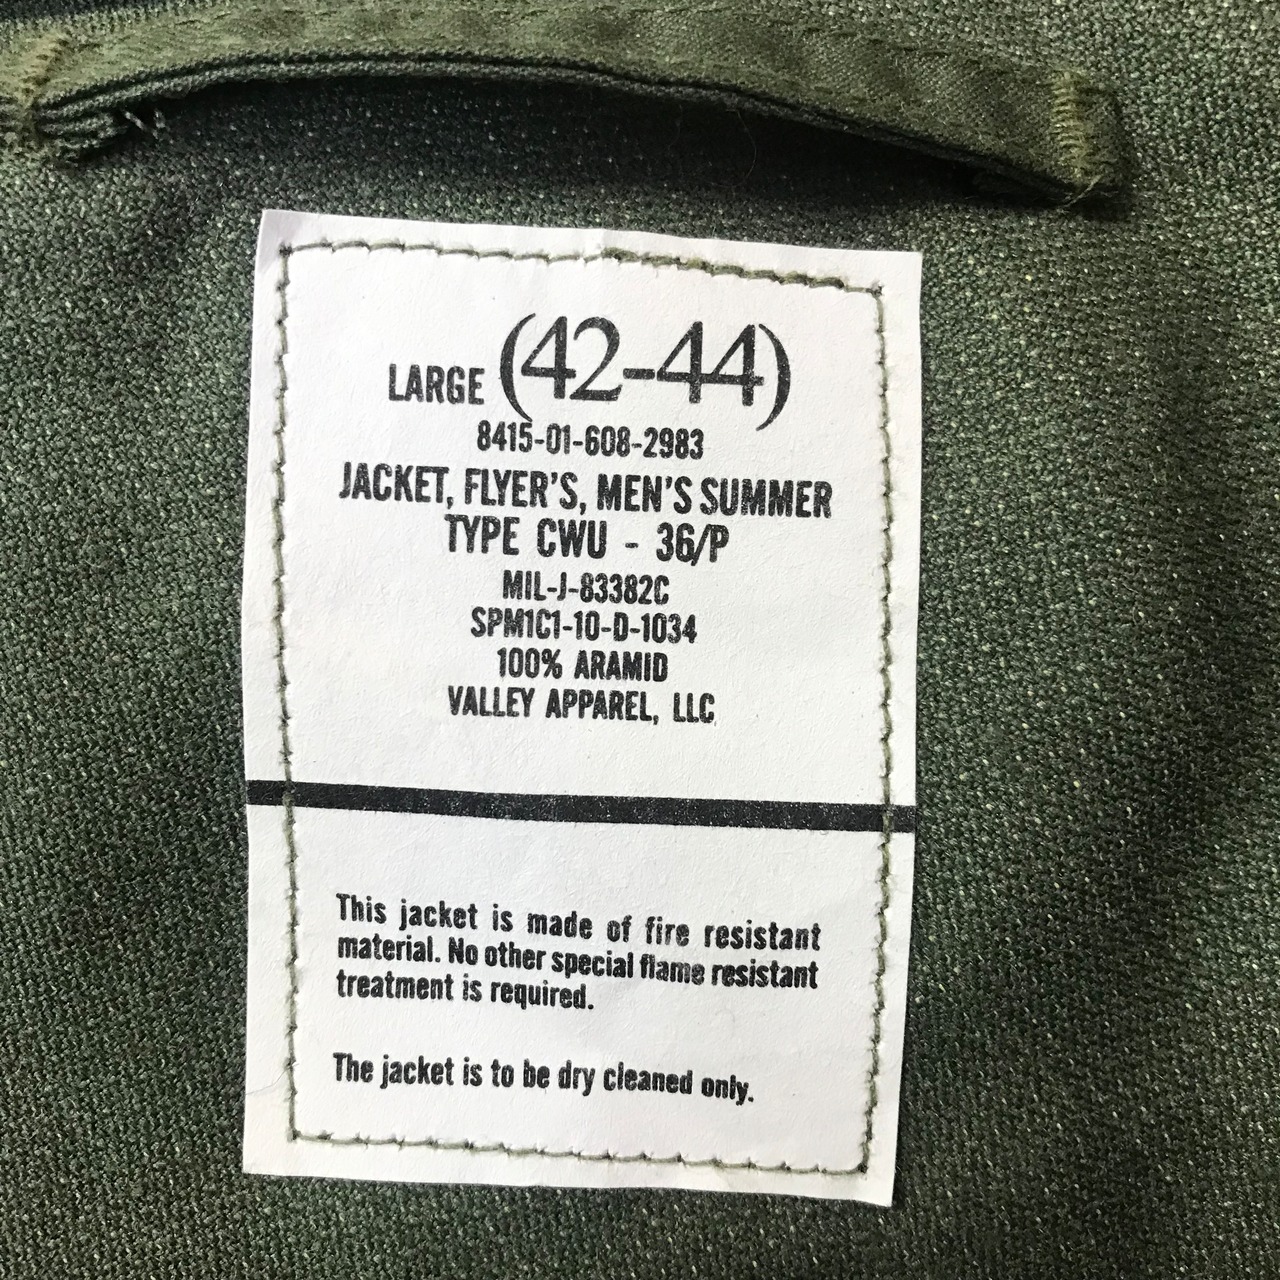 LARGE (42-44)
8415-01-608-2983
JACKET, FLYER'S, MEN'S SUMMER
TYPE CWU - 36/P
MIL-J-83382C
SPM1C1-10-D-1034
100% ARAMID
VALLEY APPAREL, LLC
This jacket is made of fire resistant
material. No other special flame resistant
treatment is required.
The jacket is to be dry cleaned only.